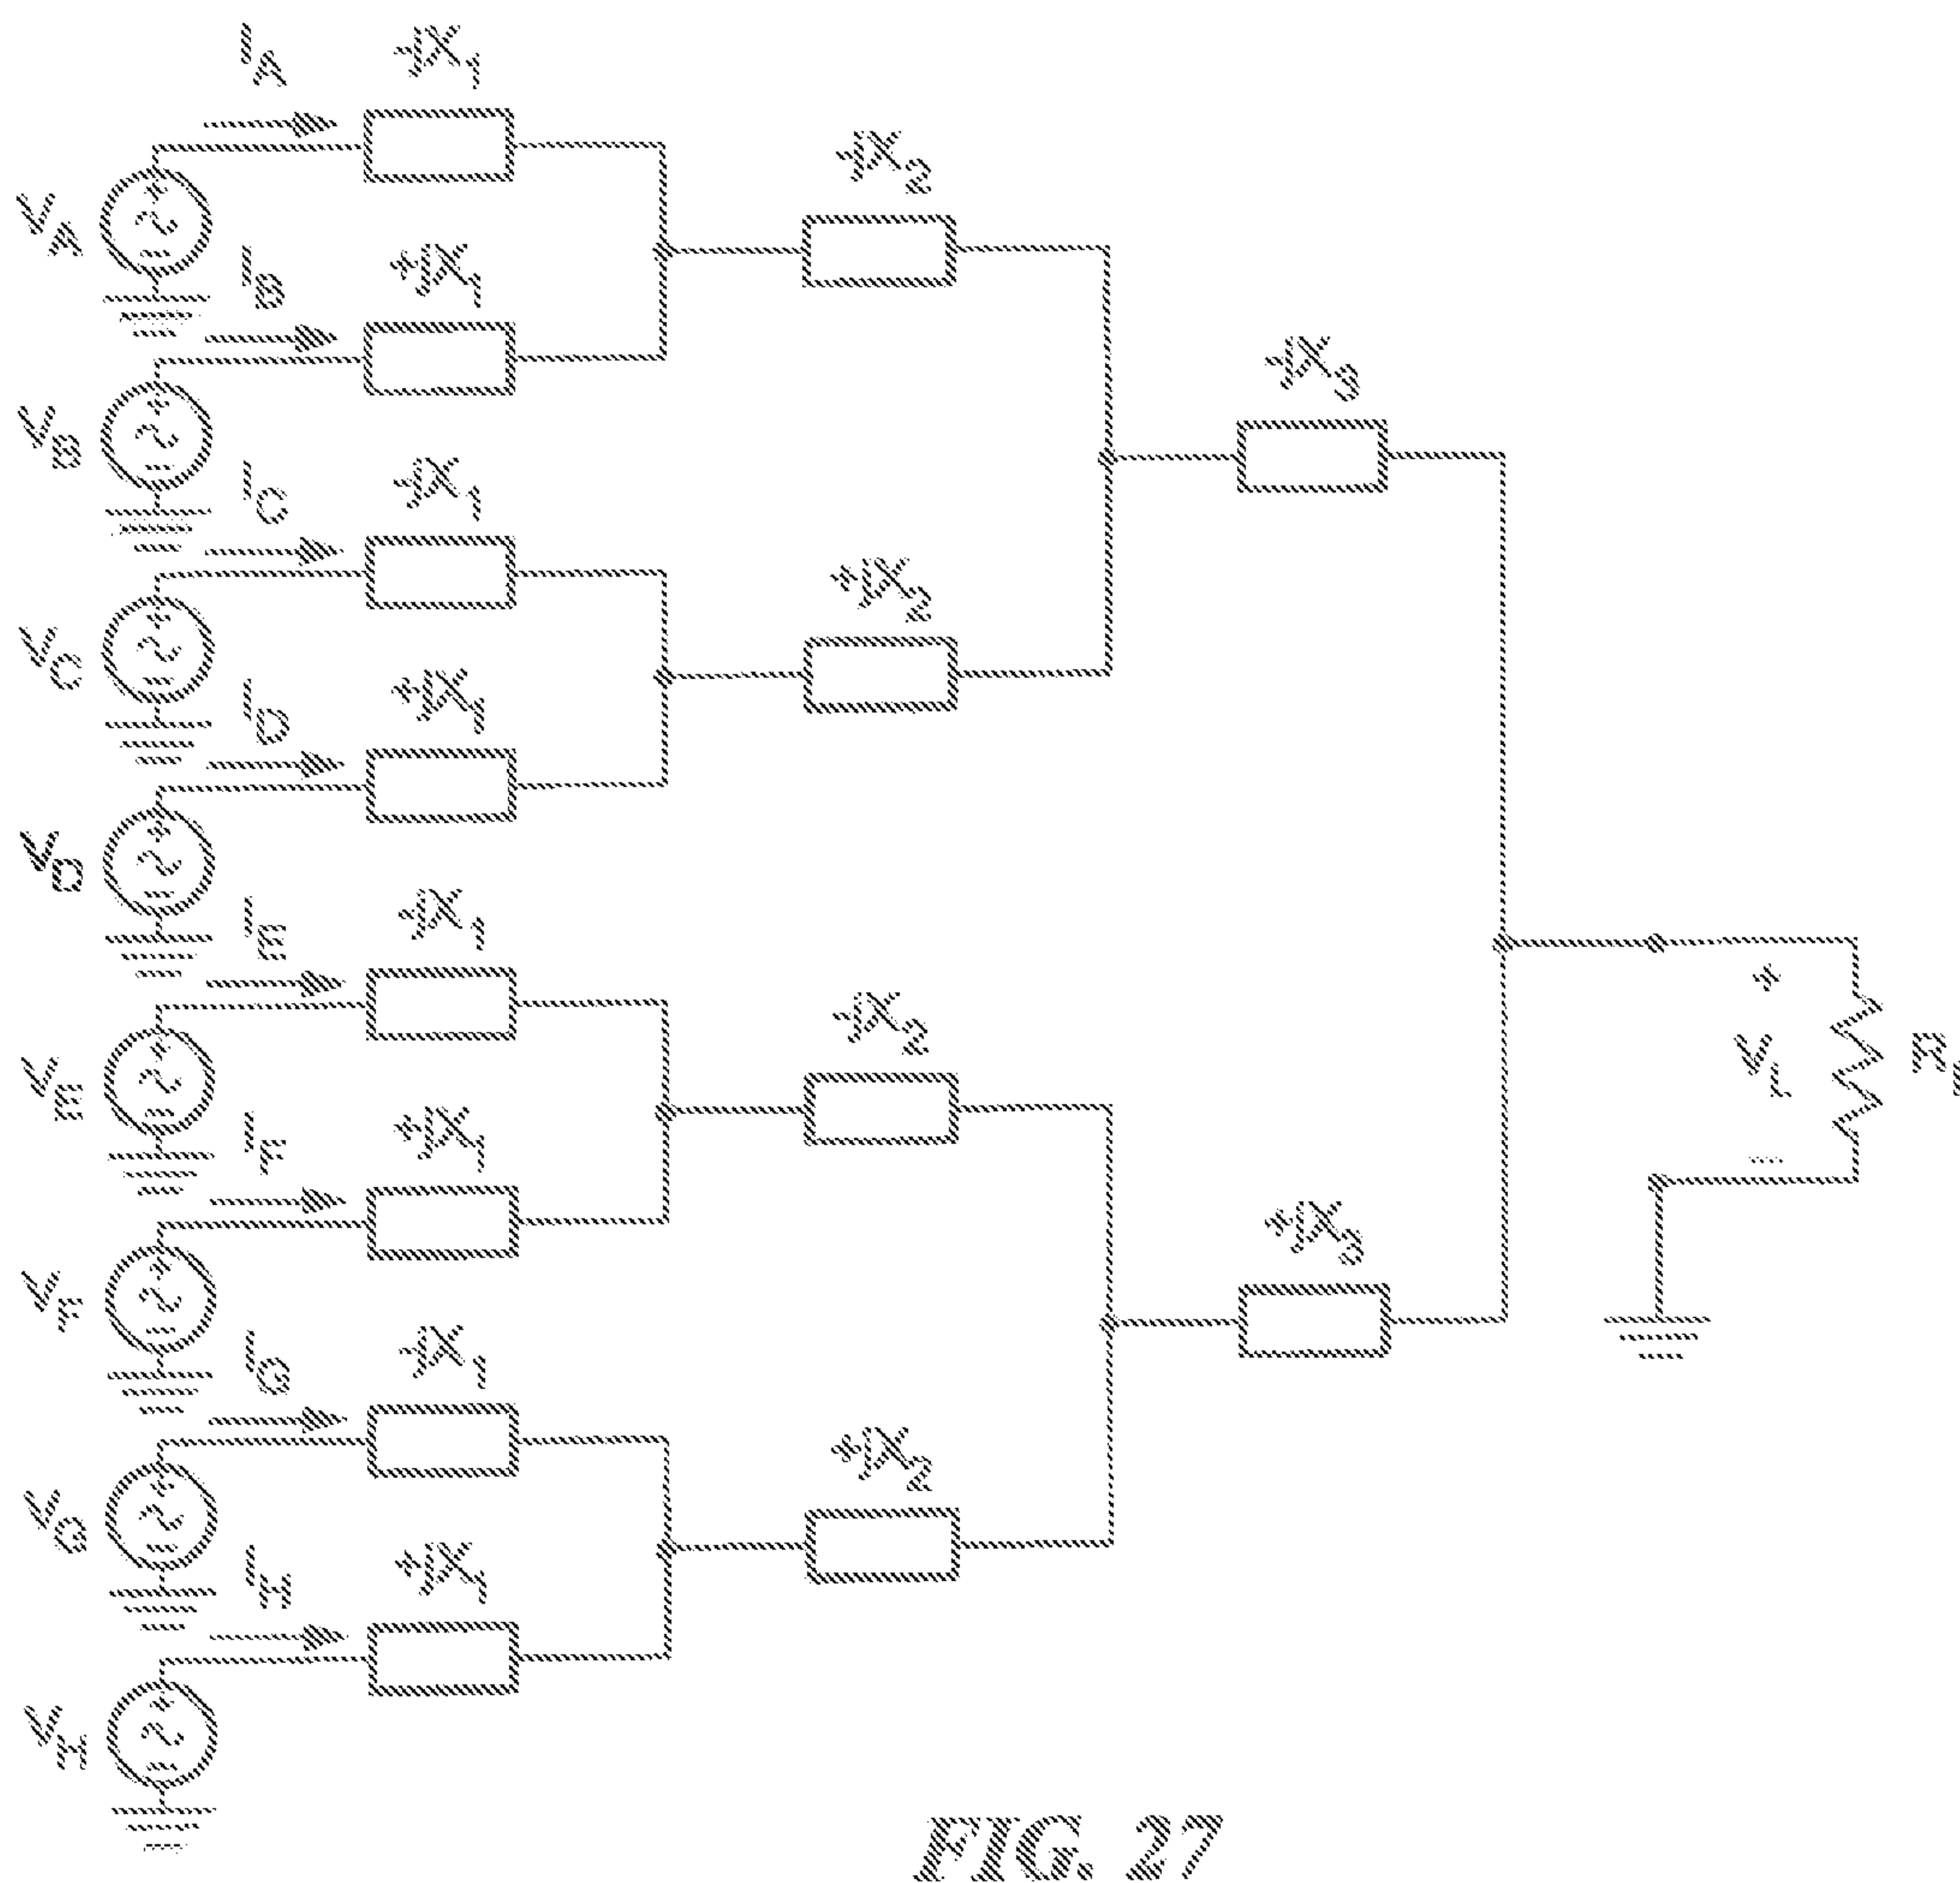 I_A
-jX_1
V_A
-jX_2
I_B
+jX_1
V_B
-jX_3
I_C
-jX_1
V_C
+jX_2
I_D
+jX_1
V_D
I_E
-jX_1
V_E
-jX_2
+
V_L
R
-
I_F
+jX_1
V_F
+jX_3
I_G
-jX_1
V_G
+jX_2
I_H
+jX_1
V_H
FIG. 27